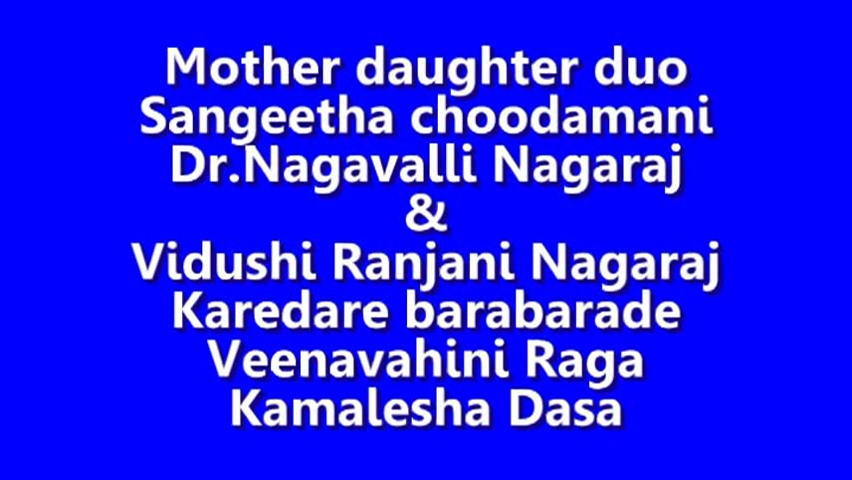 Mother daughter duo
Sangeetha choodamani
Dr.Nagavalli Nagaraj
&
Vidushi Ranjani Nagaraj
Karedare barabarade
Veenavahini Raga
Kamalesha Dasa